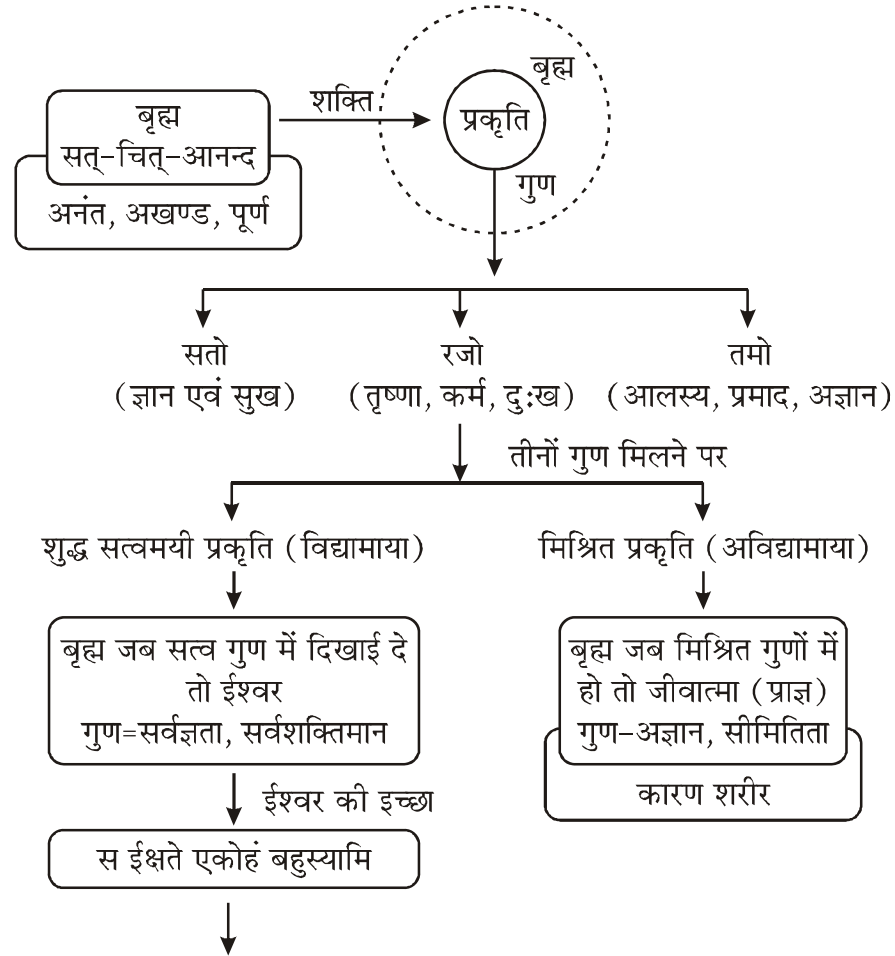 बृह्म
शक्ति
प्रकृति
बृह्म
सत्-चित्-आनन्द
अनंत, अखण्ड, पूर्ण
गुण
सतो
(ज्ञान एवं सुख)
रजो
(तृष्णा, कर्म, दुःख)
तमो
(आलस्य, प्रमाद, अज्ञान)
तीनों गुण मिलने पर
शुद्ध सत्वमयी प्रकृति (विद्यामाया)
मिश्रित प्रकृति (अविद्यामाया)
बृह्म जब सत्व गुण में दिखाई दे
तो ईश्वर
गुण=सर्वज्ञता, सर्वशक्तिमान
बृह्म जब मिश्रित गुणों में
हो तो जीवात्मा (प्राज्ञ)
गुण-अज्ञान, सीमितिता
कारण शरीर
ईश्वर की इच्छा
स ईक्षते एकोहं बहुस्यामि